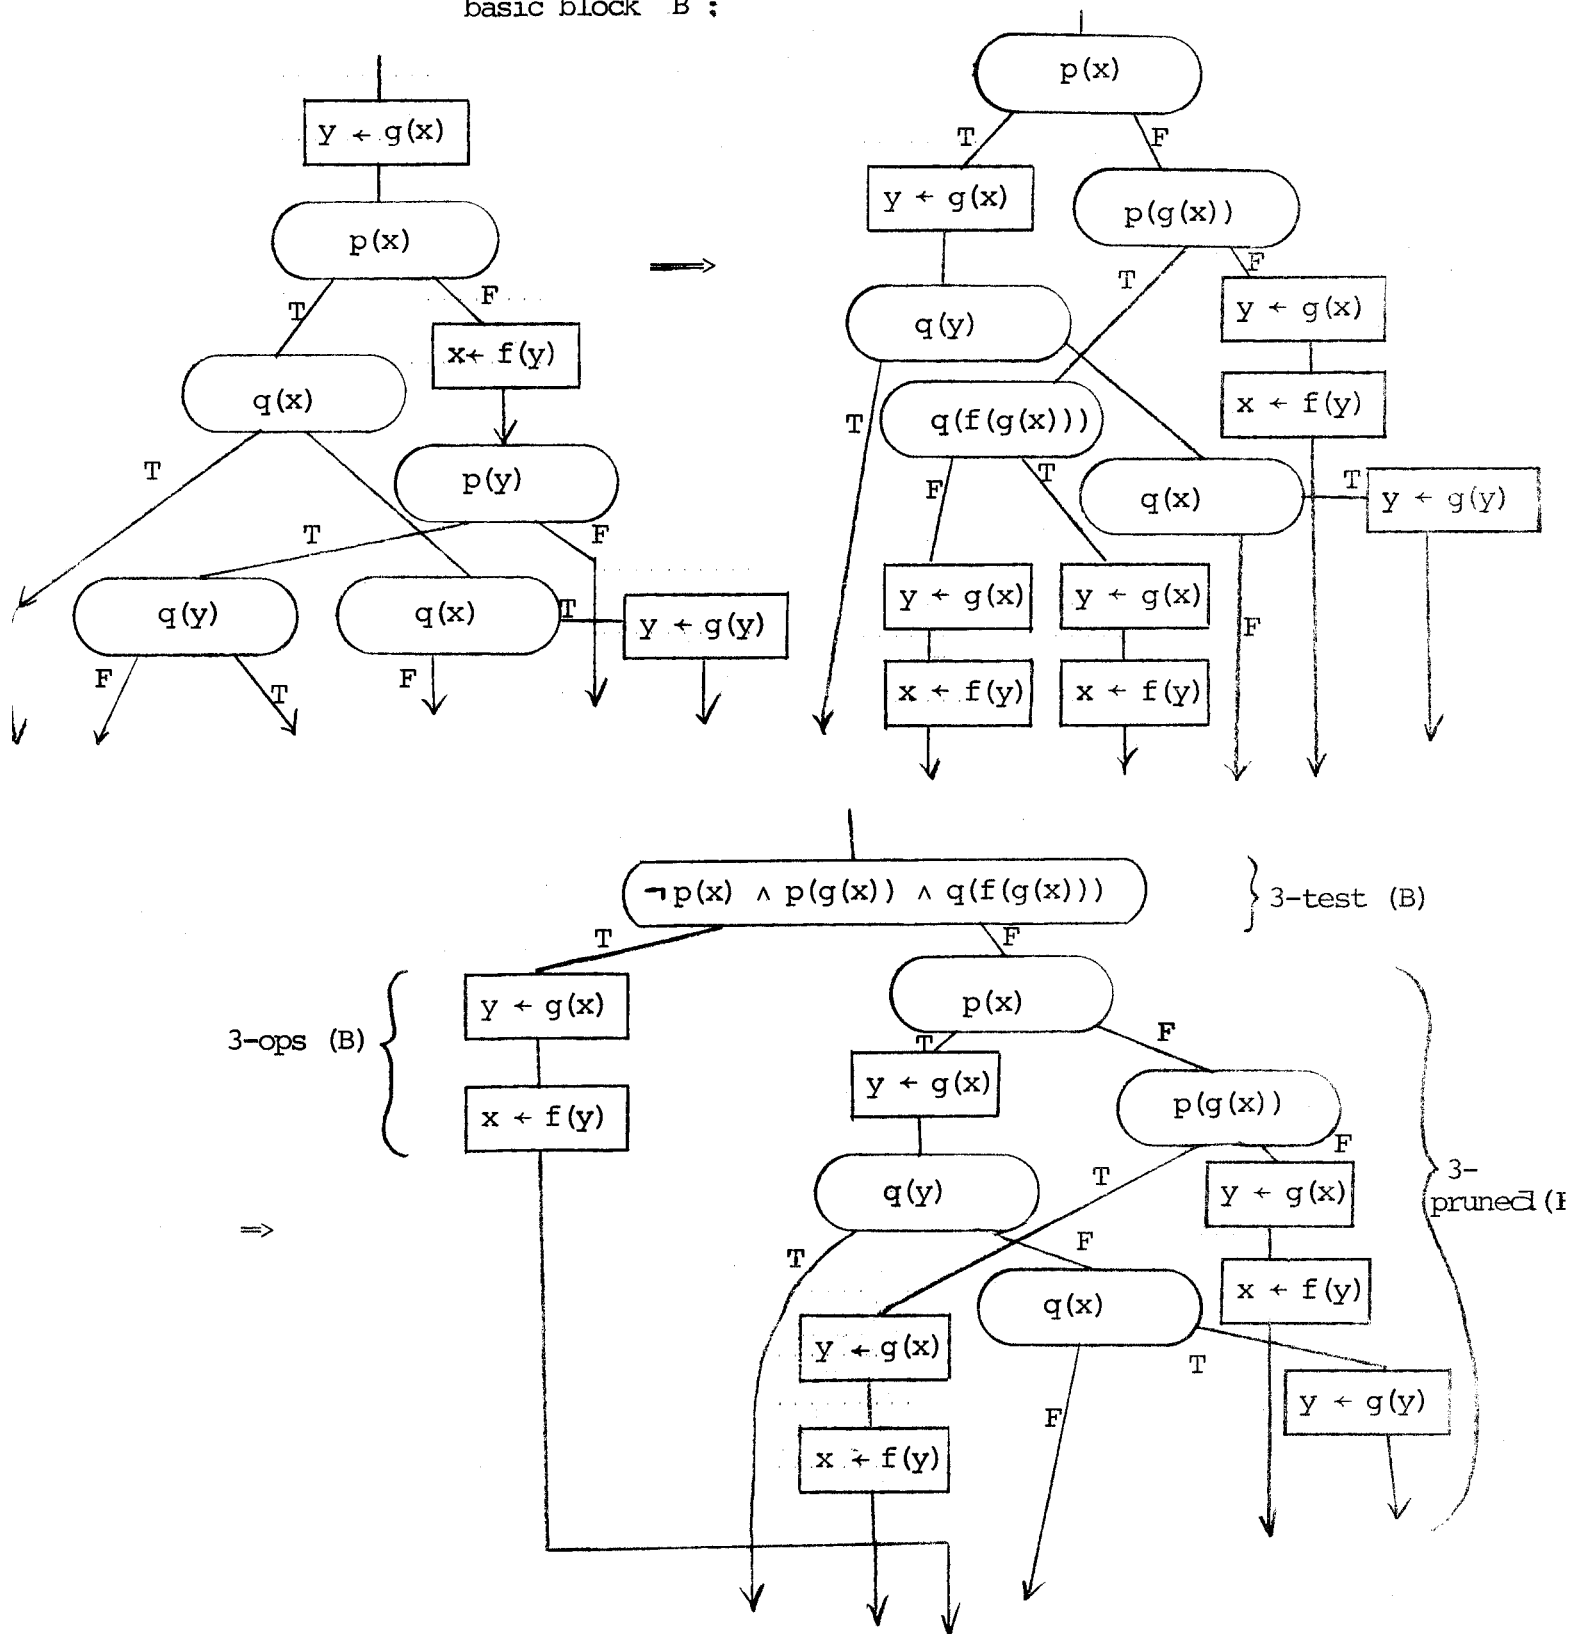 basic block B ;
y ← g(x)
p(x)
T
F
q(x)
x← f(y)
T
p(y)
T
F
q(y)
q(x)
T
y ← g(y)
F
T
F
⟹
p(x)
T
F
y ← g(x)
p(g(x))
T
F
y ← g(x)
q(y)
T
q(f(g(x)))
x ← f(y)
F
T
q(x)
T
y ← g(y)
y ← g(x)
y ← g(x)
F
x ← f(y)
x ← f(y)
¬p(x) ∧ p(g(x)) ∧ q(f(g(x)))
3-test (B)
T
F
3-ops (B)
y ← g(x)
x ← f(y)
p(x)
T
F
y ← g(x)
p(g(x))
T
F
q(y)
y ← g(x)
3-
pruned (
⇒
T
F
q(x)
x ← f(y)
y ← g(x)
T
F
y ← g(y)
x ← f(y)